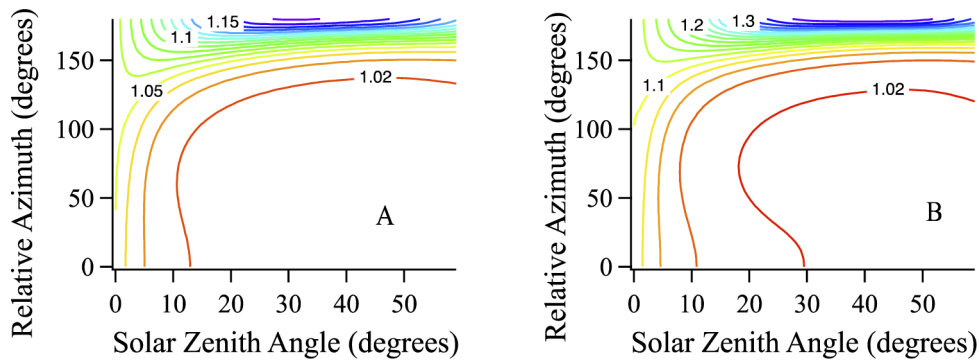 Relative Azimuth (degrees)
150
100
50
0
1.15
1.1
1.05
1.02
A
0 10 20 30 40 50
Solar Zenith Angle (degrees)
Relative Azimuth (degrees)
150
100
50
0
1.2
1.3
1.1
1.02
B
0 10 20 30 40 50
Solar Zenith Angle (degrees)